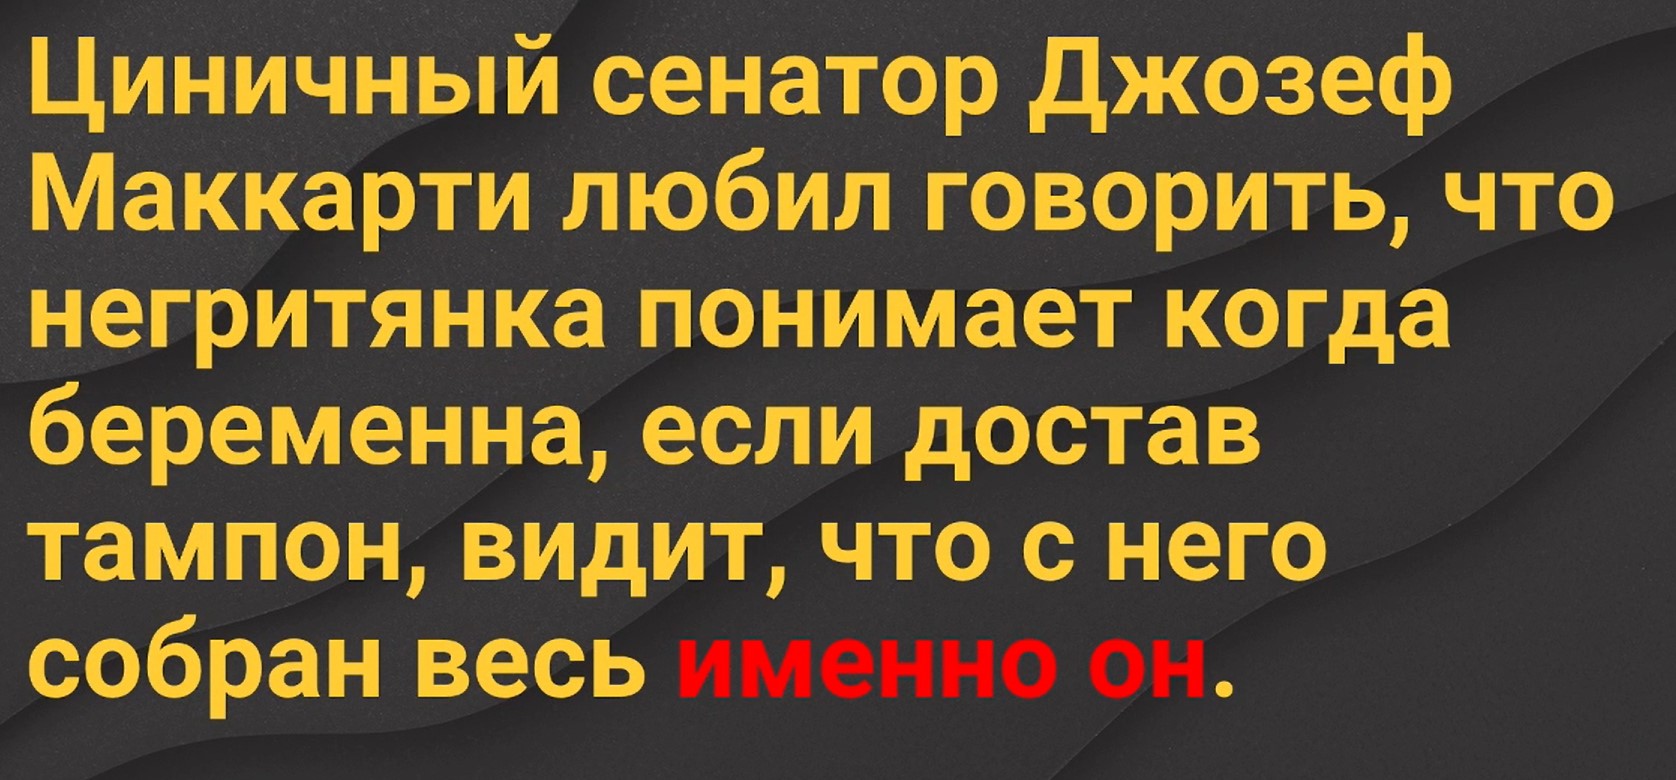 Циничный сенатор Джозеф
Маккарти любил говорить, что
негритянка понимает когда
беременна, если достав
тампон, видит, что с него
собран весь именно он.